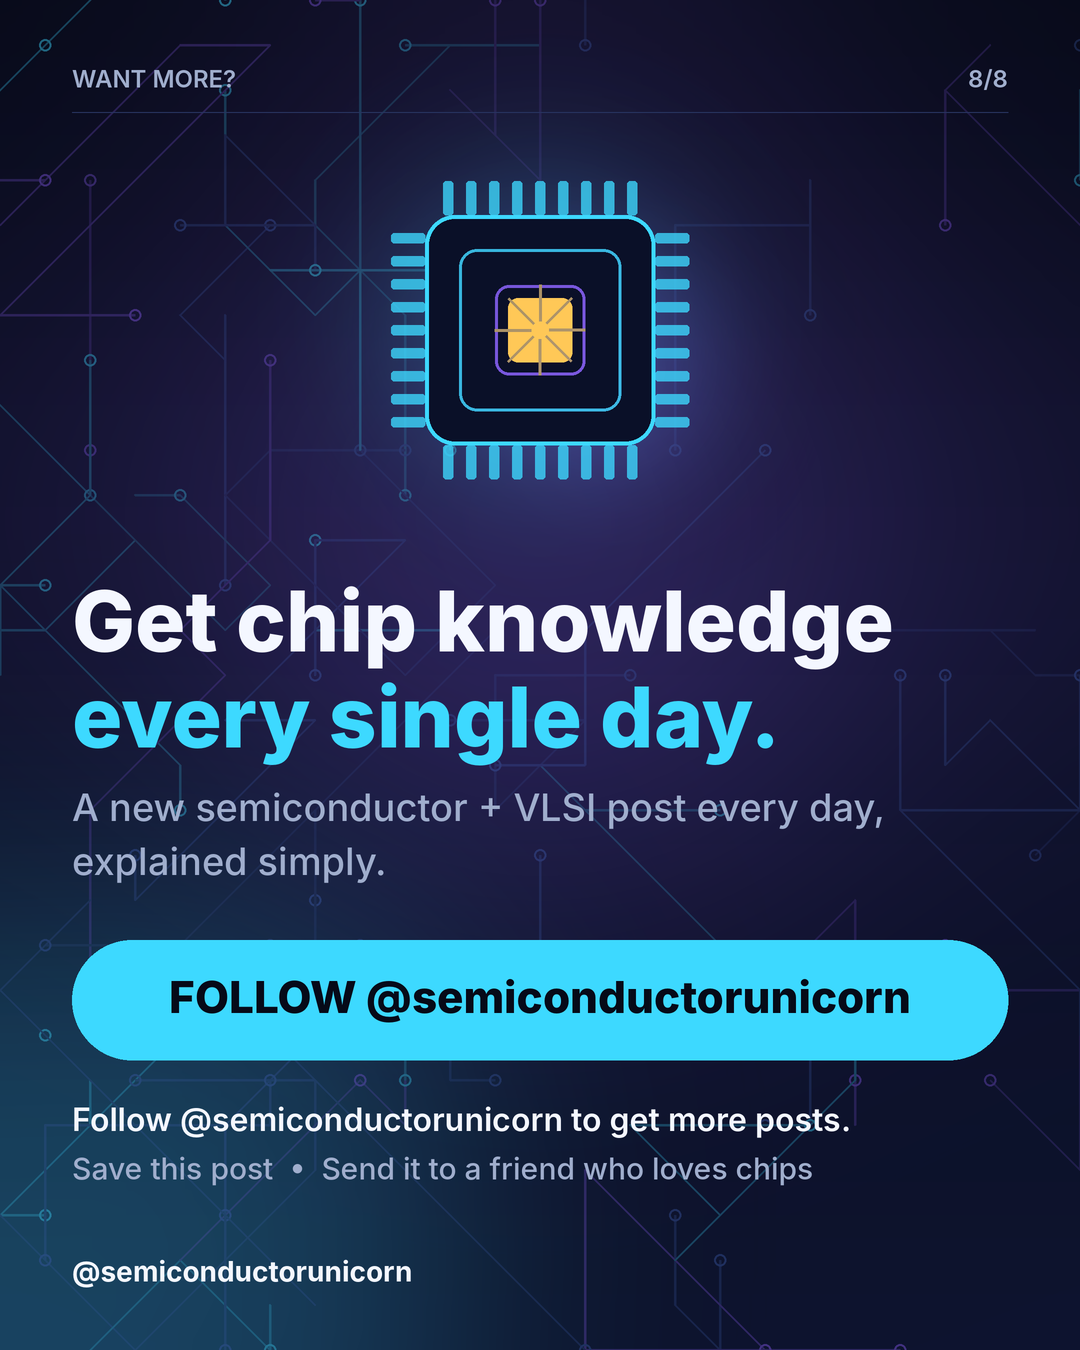 WANT MORE?
8/8
Get chip knowledge
every single day.
A new semiconductor + VLSI post every day,
explained simply.
FOLLOW @semiconductorunicorn
Follow @semiconductorunicorn to get more posts.
Save this post • Send it to a friend who loves chips
@semiconductorunicorn